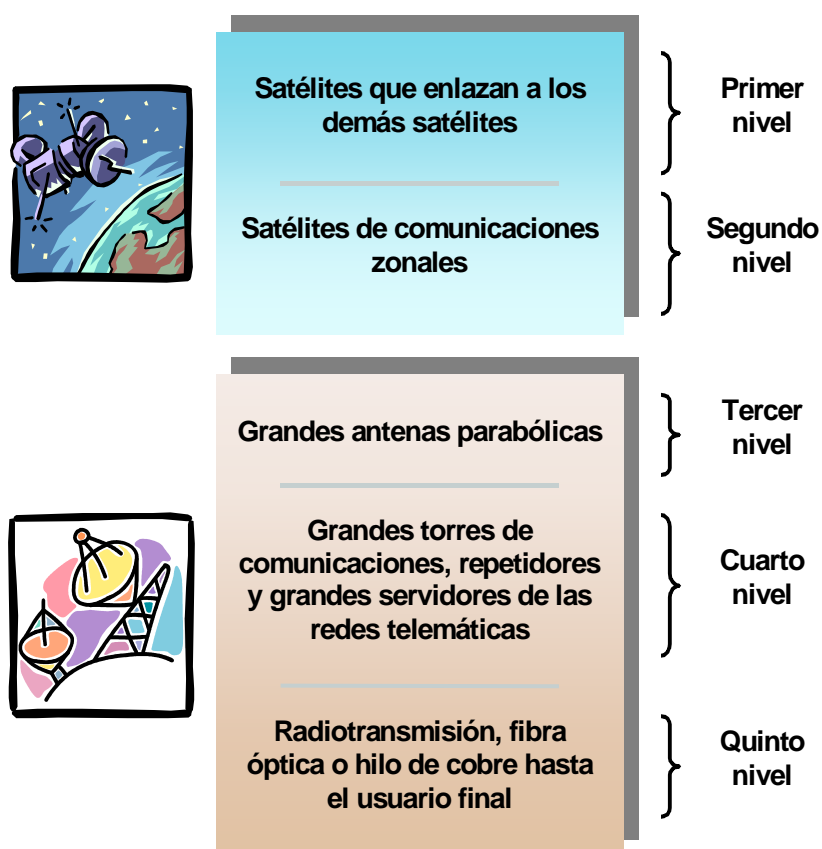 Satélites que enlazan a los
demás satélites
Primer
nivel
Satélites de comunicaciones
zonales
Segundo
nivel
Grandes antenas parabólicas
Tercer
nivel
Grandes torres de
comunicaciones, repetidores
y grandes servidores de las
redes telemáticas
Cuarto
nivel
Radiotransmisión, fibra
óptica o hilo de cobre hasta
el usuario final
Quinto
nivel